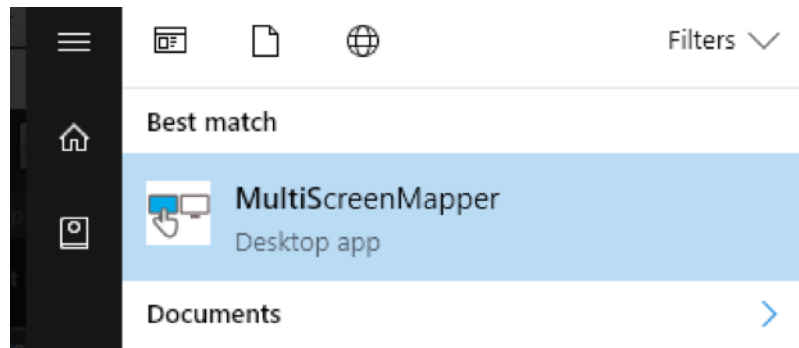 Filters
Best match
MultiScreenMapper
Desktop app
Documents